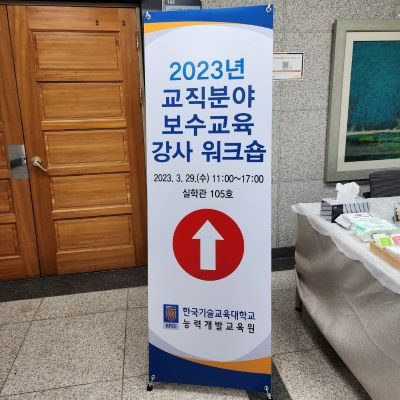 2023년
교직분야
보수교육
강사 워크숍
2023. 3. 29.(수) 11:00~17:00
실학관 105호
HRDI
한국기술교육대학교
능력개발교육원
105